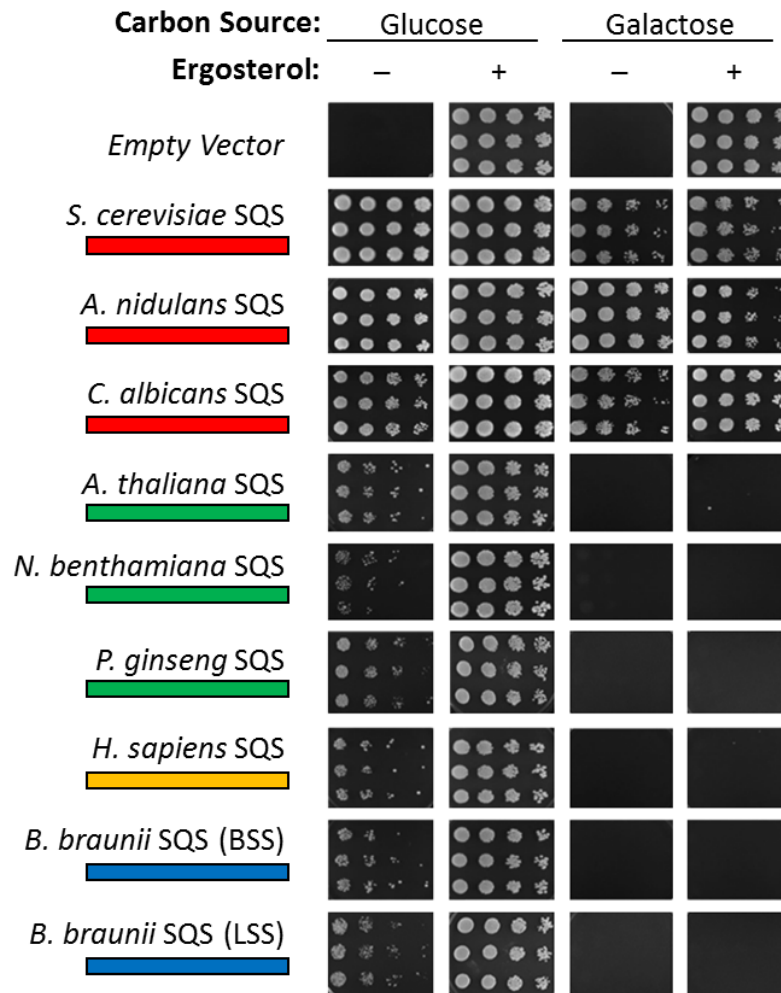 Carbon Source: Glucose Galactose
Ergosterol: – + – +
Empty Vector
S. cerevisiae SQS
A. nidulans SQS
C. albicans SQS
A. thaliana SQS
N. benthamiana SQS
P. ginseng SQS
H. sapiens SQS
B. braunii SQS (BSS)
B. braunii SQS (LSS)